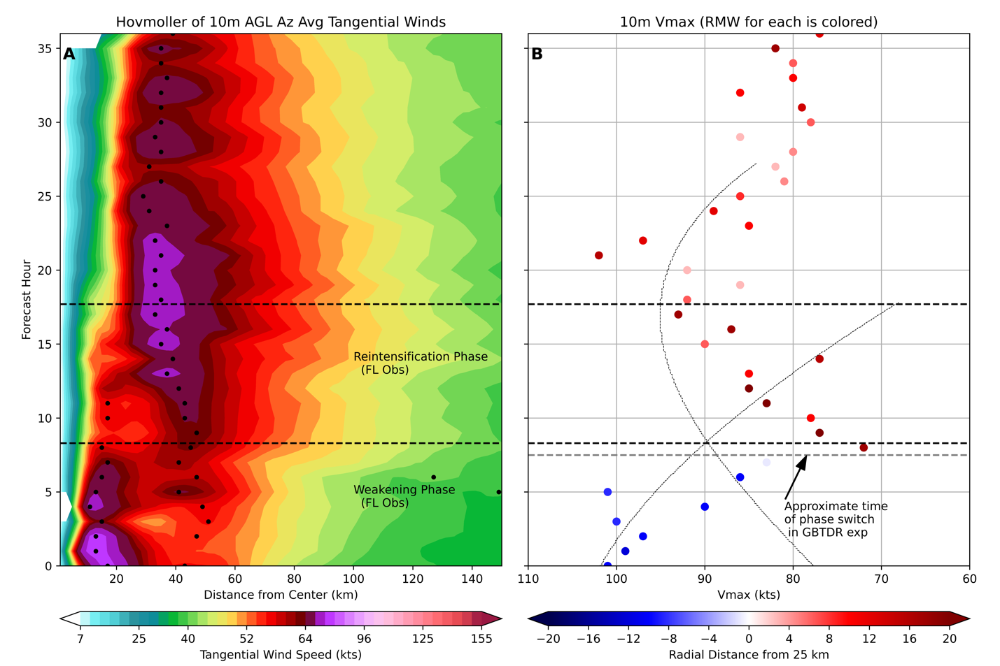 Hovmoller of 10m AGL Az Avg Tangential Winds
A
Forecast Hour
35
30
25
20
15
10
5
0
Reintensification Phase
(FL Obs)
Weakening Phase
(FL Obs)
20 40 60 80 100 120 140
Distance from Center (km)
7 25 40 52 64 96 125 155
Tangential Wind Speed (kts)
10m Vmax (RMW for each is colored)
B
Approximate time
of phase switch
in GBTDR exp
110 100 90 80 70 60
Vmax (kts)
−20 −16 −12 −8 −4 0 4 8 12 16 20
Radial Distance from 25 km